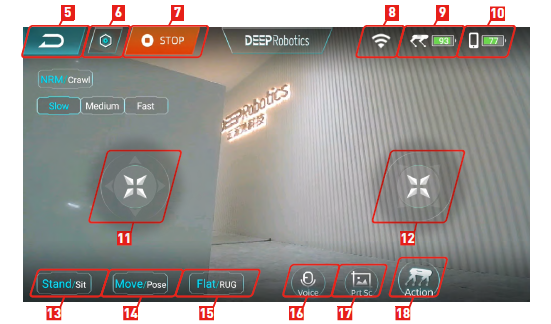 5 6 7 8 9 10
STOP DEEPRobotics 93 77
NRM/Crawl
Slow Medium Fast
DEEPRobotics
11 12
Stand/Sit Move/Pose Flat/RUG Voice Prt Sc Action
13 14 15 16 17 18